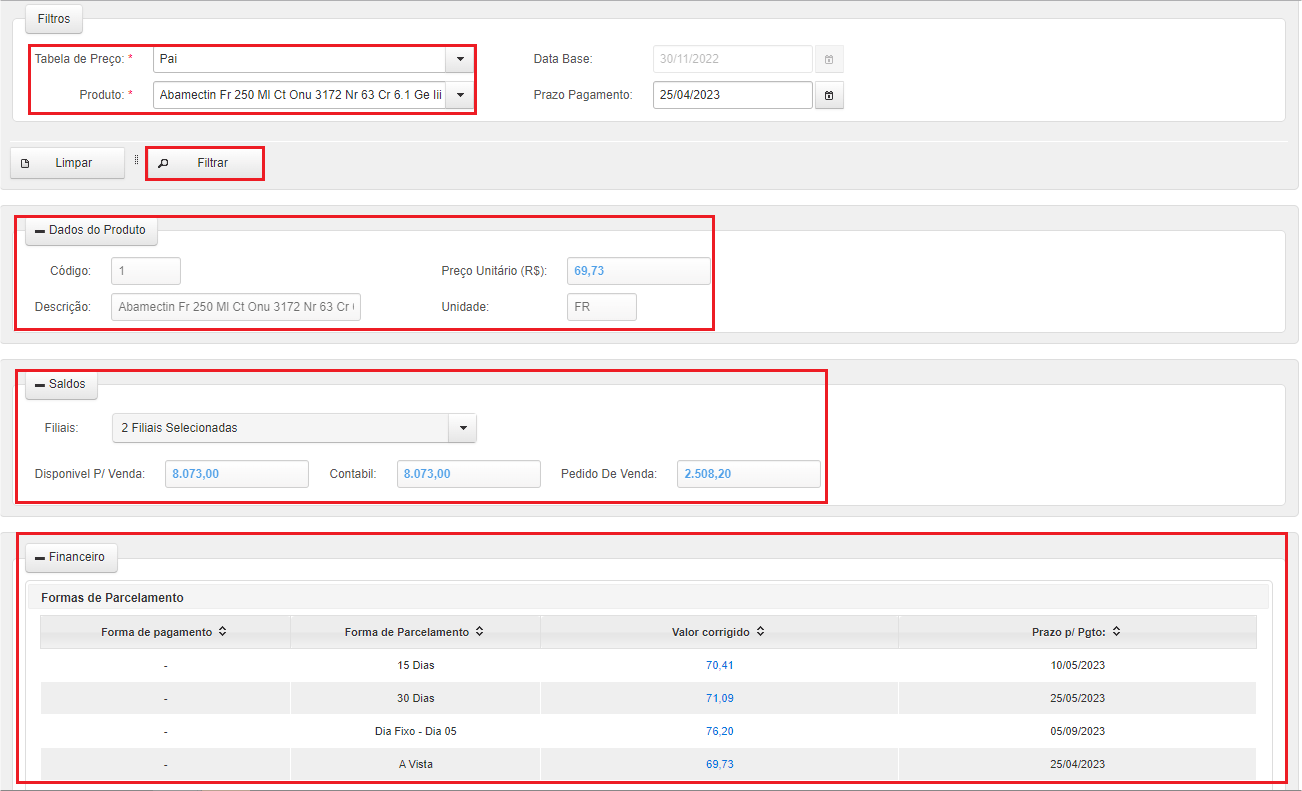 Filtros
Tabela de Preço: * Pai Data Base: 30/11/2022
Produto: * Abamectin Fr 250 Ml Ct Onu 3172 Nr 63 Cr 6.1 Ge Iii Prazo Pagamento: 25/04/2023
Limpar Filtrar
Dados do Produto
Código: 1 Preço Unitário (R$): 69,73
Descrição: Abamectin Fr 250 Ml Ct Onu 3172 Nr 63 Cr Unidade: FR
Saldos
Filiais: 2 Filiais Selecionadas
Disponivel P/ Venda: 8.073,00 Contabil: 8.073,00 Pedido De Venda: 2.508,20
Financeiro
Formas de Parcelamento
Forma de pagamento Forma de Parcelamento Valor corrigido Prazo p/ Pgto:
- 15 Dias 70,41 10/05/2023
- 30 Dias 71,09 25/05/2023
- Dia Fixo - Dia 05 76,20 05/09/2023
- A Vista 69,73 25/04/2023